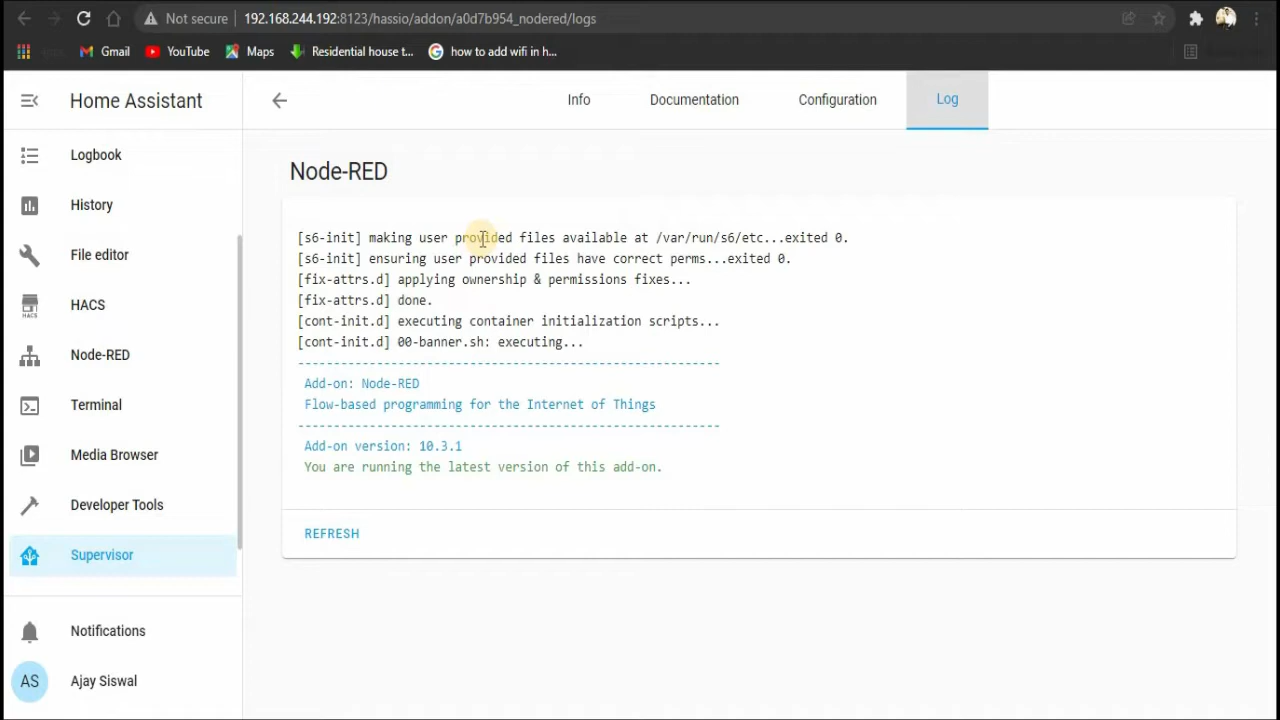 Not secure
192.168.244.192:8123/hassio/addon/a0d7b954_nodered/logs
Gmail
YouTube
Maps
Residential house t...
how to add wifi in h...
Home Assistant
Info
Documentation
Configuration
Log
Logbook
History
File editor
HACS
HACS
Node-RED
Terminal
Media Browser
Developer Tools
Supervisor
Notifications
AS
Ajay Siswal
Node-RED
[s6-init] making user provided files available at /var/run/s6/etc...exited 0.
[s6-init] ensuring user provided files have correct perms...exited 0.
[fix-attrs.d] applying ownership & permissions fixes...
[fix-attrs.d] done.
[cont-init.d] executing container initialization scripts...
[cont-init.d] 00-banner.sh: executing...
-----------------------------------------------------------
Add-on: Node-RED
Flow-based programming for the Internet of Things
-----------------------------------------------------------
Add-on version: 10.3.1
You are running the latest version of this add-on.
REFRESH